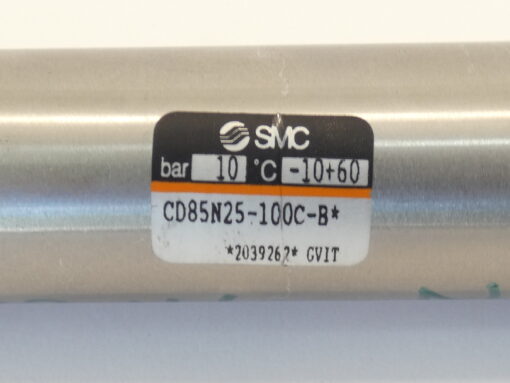 SMC
bar 10 °C -10+60
CD85N25-100C-B*
*2039262* GVIT